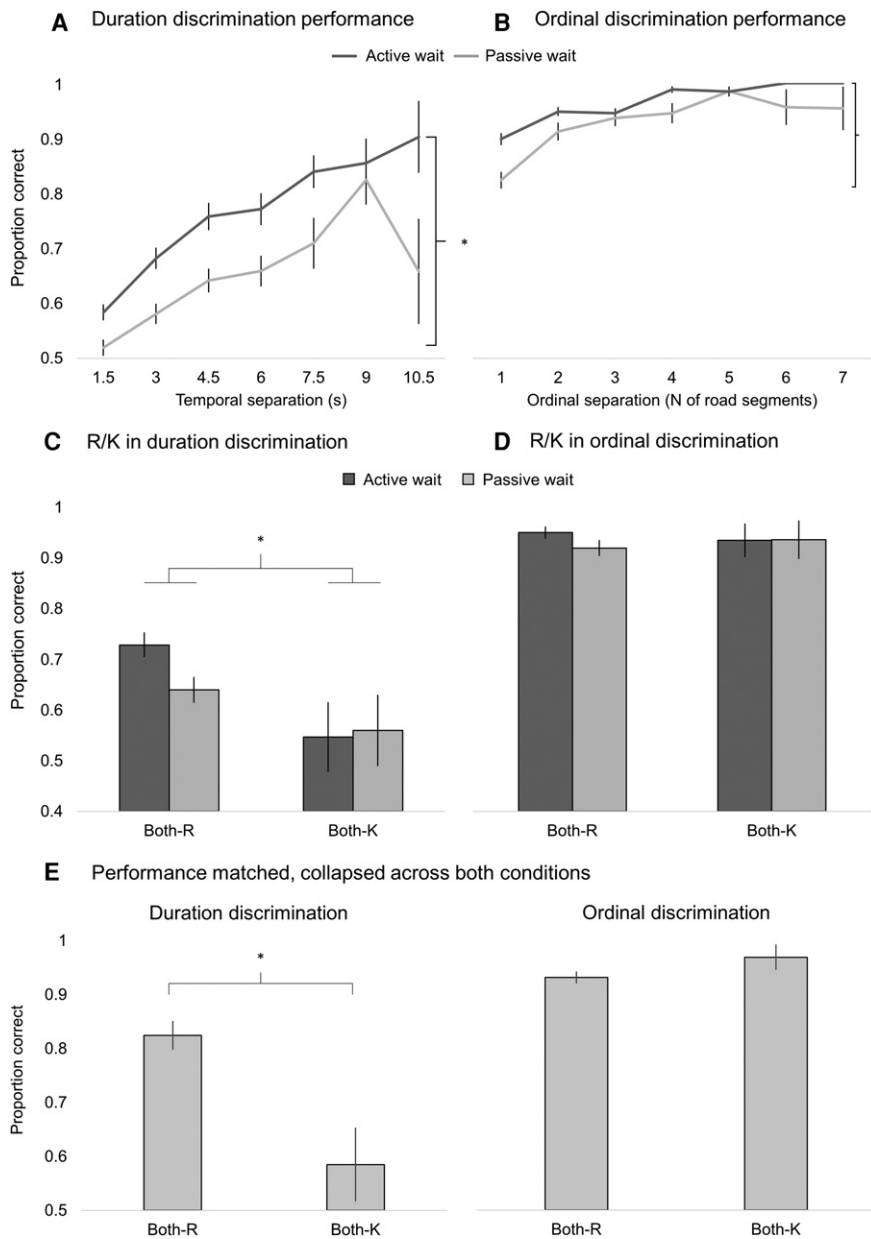 A Duration discrimination performance
B Ordinal discrimination performance
Active wait Passive wait
Proportion correct
1
0.9
0.8
0.7
0.6
0.5
*
1.5 3 4.5 6 7.5 9 10.5
Temporal separation (s)
1 2 3 4 5 6 7
Ordinal separation (N of road segments)
C R/K in duration discrimination
D R/K in ordinal discrimination
Active wait Passive wait
Proportion correct
1
0.9
0.8
0.7
0.6
0.5
0.4
*
Both-R Both-K
Both-R Both-K
E Performance matched, collapsed across both conditions
Duration discrimination
Ordinal discrimination
Proportion correct
1
0.9
0.8
0.7
0.6
0.5
*
Both-R Both-K
Both-R Both-K